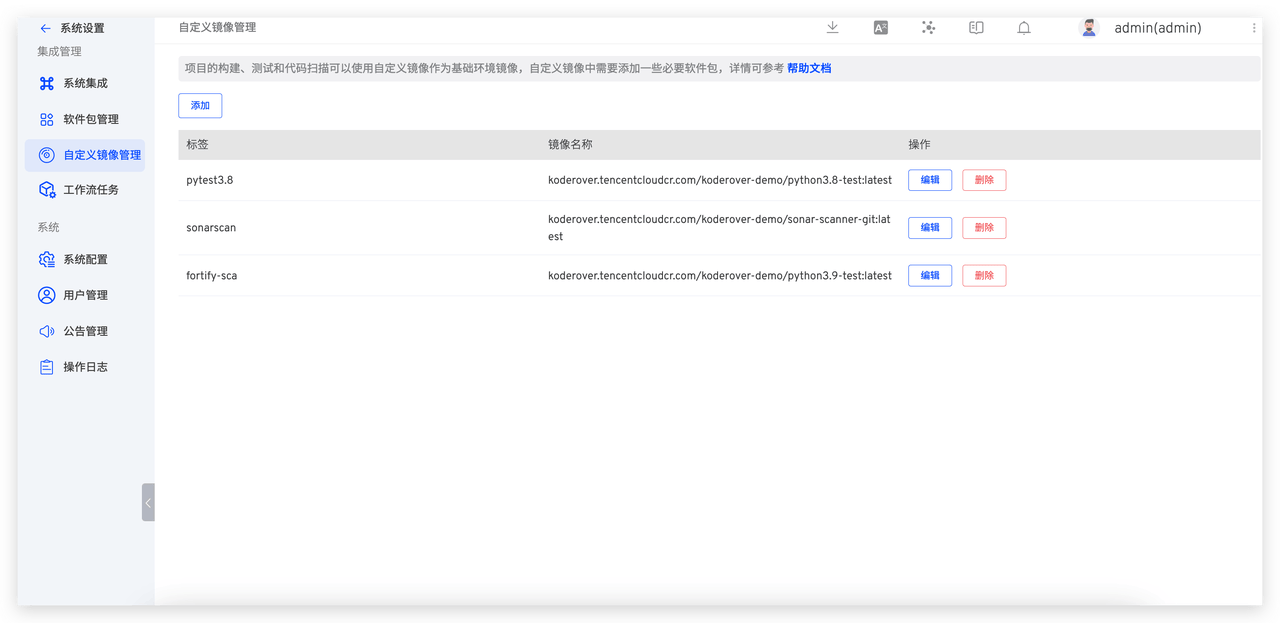 系统设置
集成管理
系统集成
软件包管理
自定义镜像管理
工作流任务
系统
系统配置
用户管理
公告管理
操作日志
自定义镜像管理
admin(admin)
项目的构建、测试和代码扫描可以使用自定义镜像作为基础环境镜像，自定义镜像中需要添加一些必要软件包，详情可参考 帮助文档
添加
标签 镜像名称 操作
pytest3.8 koderover.tencentcloudcr.com/koderover-demo/python3.8-test:latest 编辑 删除
sonarscan koderover.tencentcloudcr.com/koderover-demo/sonar-scanner-git:lat
est 编辑 删除
fortify-sca koderover.tencentcloudcr.com/koderover-demo/python3.9-test:latest 编辑 删除